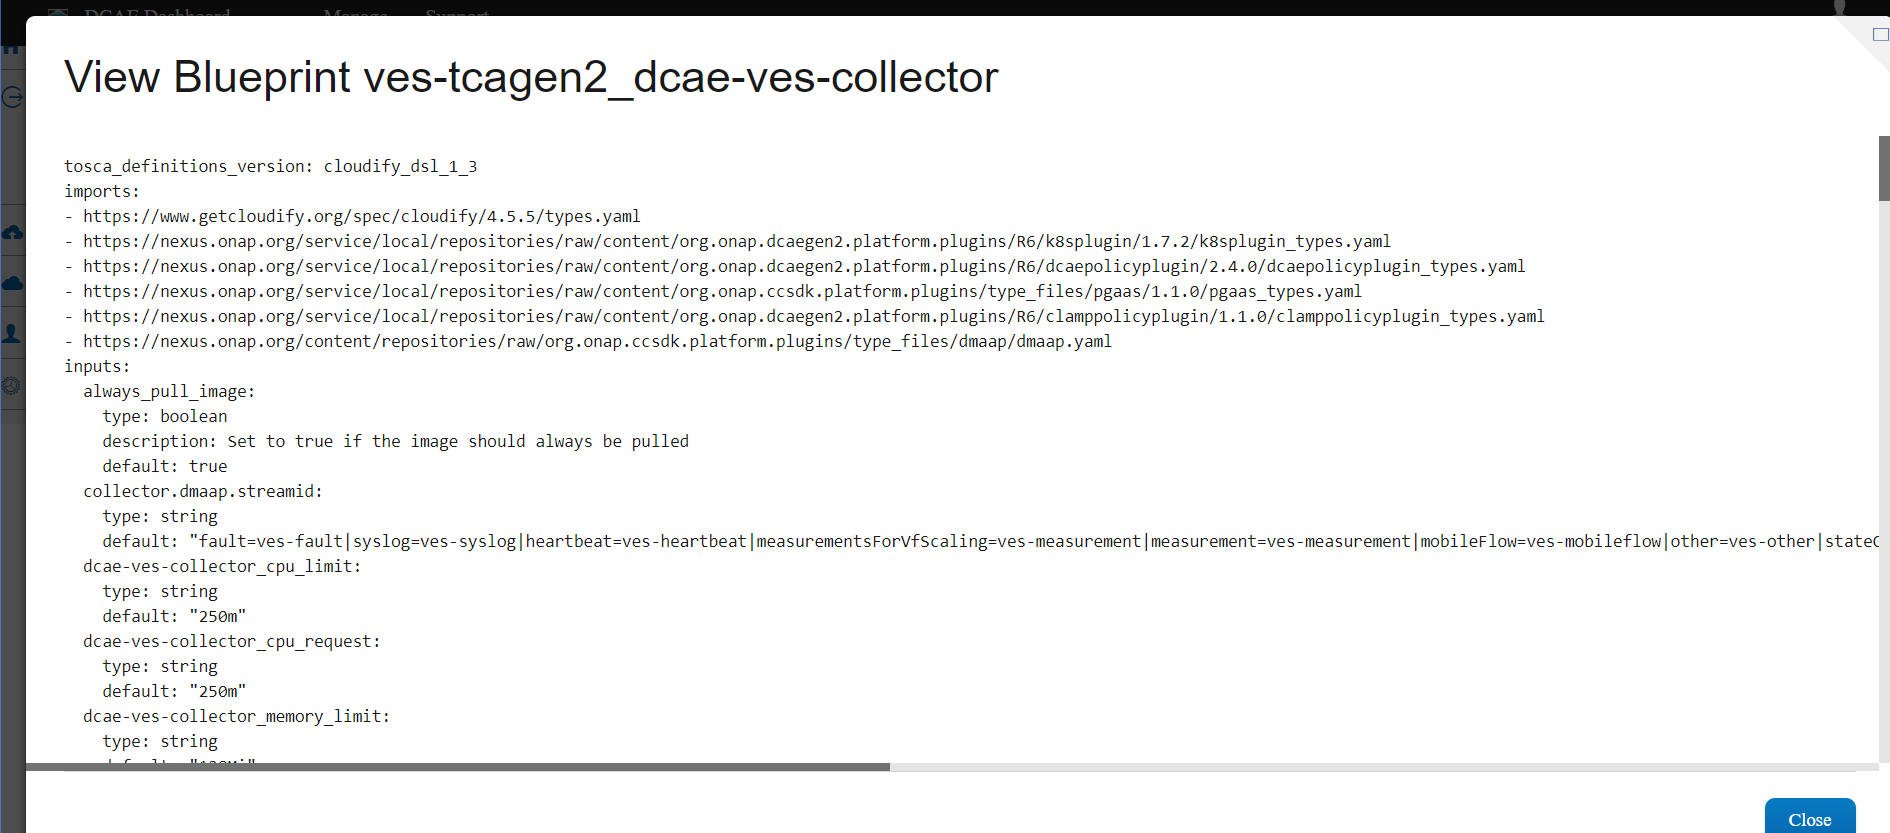 DCAE Dashboard Manage Support
View Blueprint ves-tcagen2_dcae-ves-collector
tosca_definitions_version: cloudify_dsl_1_3
imports:
- https://www.getcloudify.org/spec/cloudify/4.5.5/types.yaml
- https://nexus.onap.org/service/local/repositories/raw/content/org.onap.dcaegen2.platform.plugins/R6/k8splugin/1.7.2/k8splugin_types.yaml
- https://nexus.onap.org/service/local/repositories/raw/content/org.onap.dcaegen2.platform.plugins/R6/dcaepolicyplugin/2.4.0/dcaepolicyplugin_types.yaml
- https://nexus.onap.org/service/local/repositories/raw/content/org.onap.ccsdk.platform.plugins/type_files/pgaas/1.1.0/pgaas_types.yaml
- https://nexus.onap.org/service/local/repositories/raw/content/org.onap.dcaegen2.platform.plugins/R6/clamppolicyplugin/1.1.0/clamppolicyplugin_types.yaml
- https://nexus.onap.org/content/repositories/raw/org.onap.ccsdk.platform.plugins/type_files/dmaap/dmaap.yaml
inputs:
  always_pull_image:
    type: boolean
    description: Set to true if the image should always be pulled
    default: true
  collector.dmaap.streamid:
    type: string
    default: "fault=ves-fault|syslog=ves-syslog|heartbeat=ves-heartbeat|measurementsForVfScaling=ves-measurement|measurement=ves-measurement|mobileFlow=ves-mobileflow|other=ves-other|state
  dcae-ves-collector_cpu_limit:
    type: string
    default: "250m"
  dcae-ves-collector_cpu_request:
    type: string
    default: "250m"
  dcae-ves-collector_memory_limit:
    type: string
Close